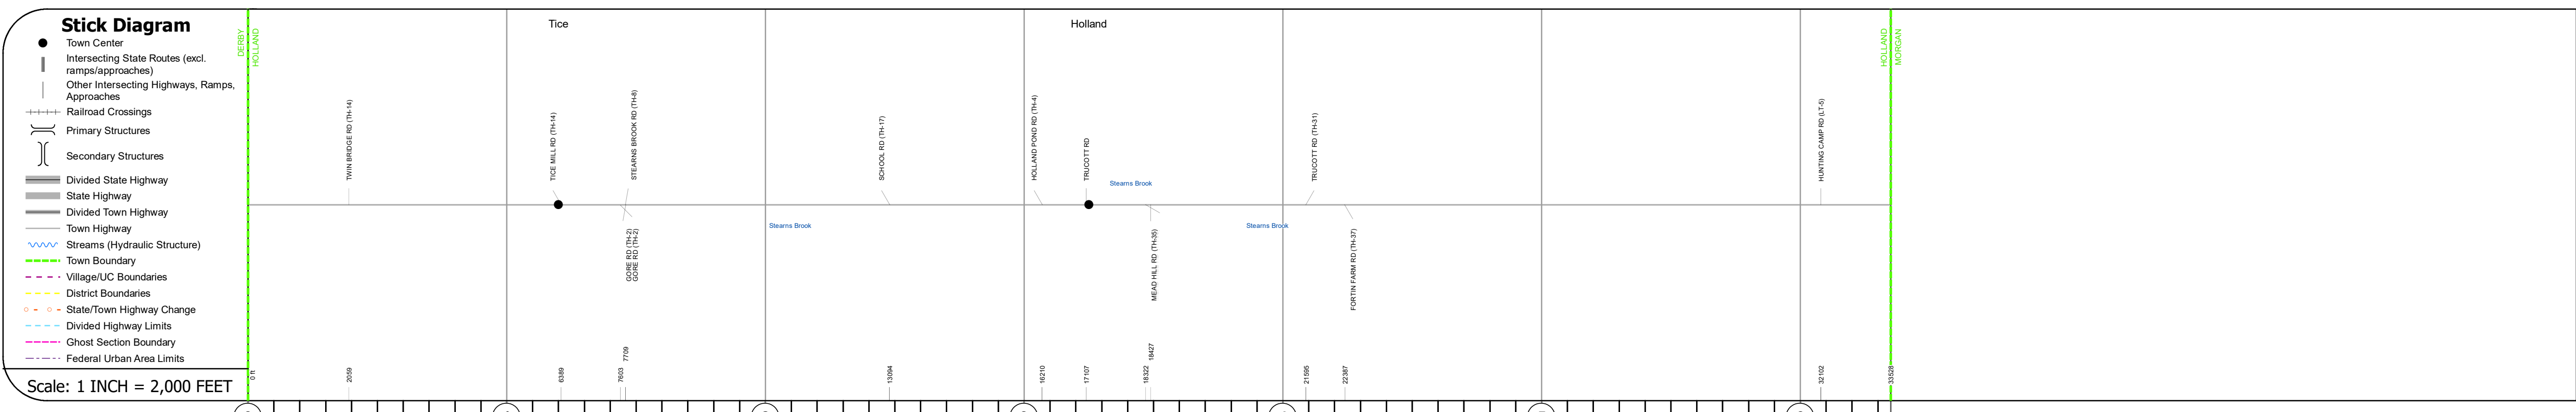 Stick Diagram
Town Center
Intersecting State Routes (excl.
ramps/approaches)
Other Intersecting Highways, Ramps,
Approaches
Railroad Crossings
Primary Structures
Secondary Structures
Divided State Highway
State Highway
Divided Town Highway
Town Highway
Streams (Hydraulic Structure)
Town Boundary
Village/UC Boundaries
District Boundaries
State/Town Highway Change
Divided Highway Limits
Ghost Section Boundary
Federal Urban Area Limits
Scale: 1 INCH = 2,000 FEET
DERBY
HOLLAND
Tice
Holland
HOLLAND
MORGAN
TWIN BRIDGE RD (TH-14)
TICE MILL RD (TH-14)
STEARNS BROOK RD (TH-8)
SCHOOL RD (TH-17)
HOLLAND POND RD (TH-4)
TRUCOTT RD
TRUCOTT RD (TH-31)
HUNTING CAMP RD (LT-5)
Stearns Brook
Stearns Brook
Stearns Brook
GORE RD (TH-2)
GORE RD (TH-2)
MEAD HILL RD (TH-35)
FORTIN FARM RD (TH-37)
0 ft
2059
6389
7603
7709
13094
16210
17107
18322
18427
21595
22387
32102
33528